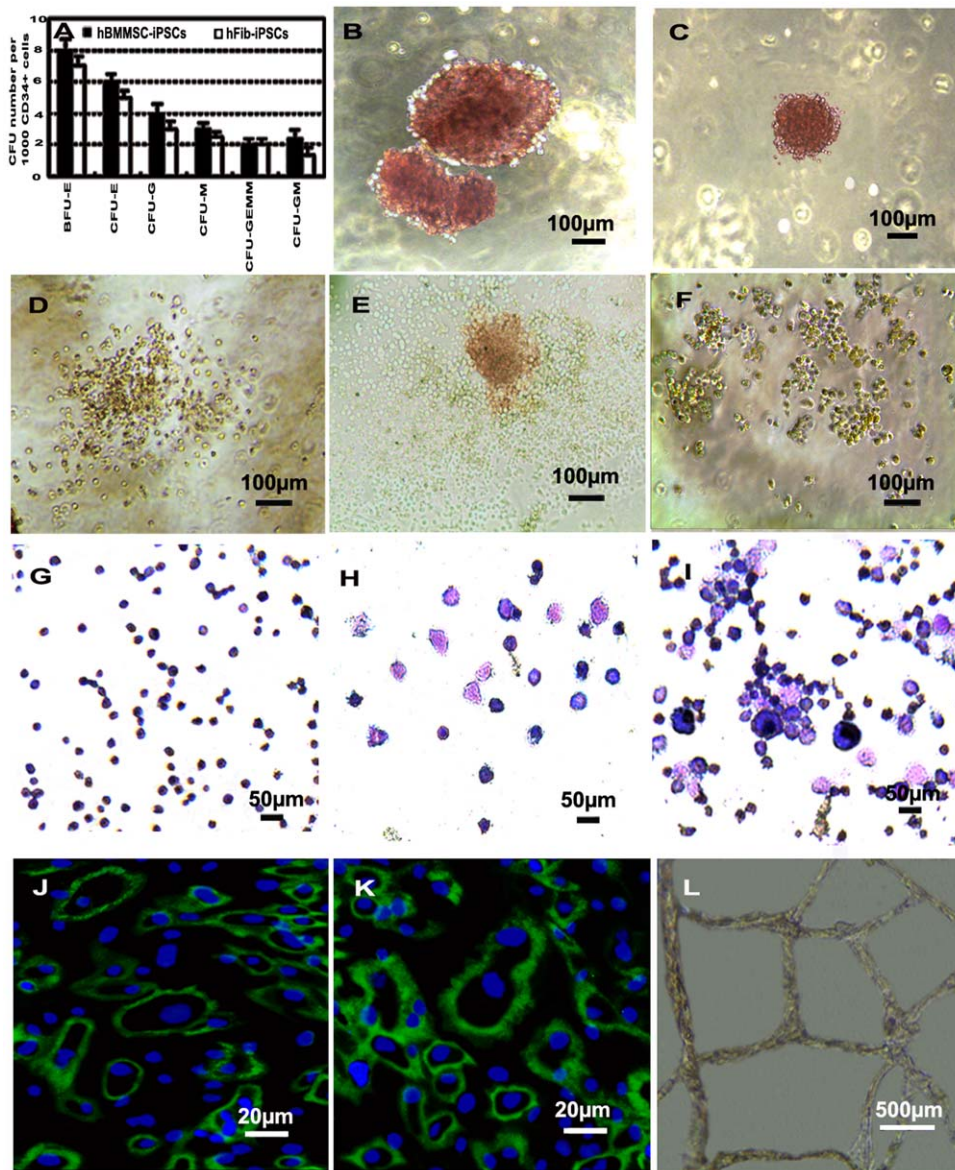 A
hBMMSC-iPSCs
hFib-iPSCs
CFU number per
1000 CD34+ cells
10
8
6
4
2
0
BFU-E
CFU-E
CFU-G
CFU-M
CFU-GEMM
CFU-GM
B
100µm
C
100µm
D
100µm
E
100µm
F
100µm
G
50µm
H
50µm
I
50µm
J
20µm
K
20µm
L
500µm